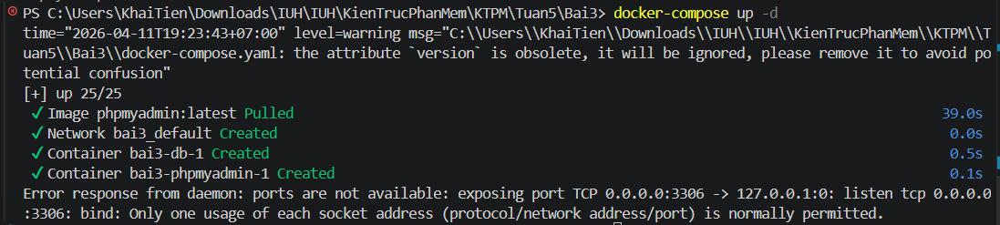 PS C:\Users\KhaiTien\Downloads\IUH\IUH\KienTrucPhanMem\KTPM\Tuan5\Bai3> docker-compose up -d
time="2026-04-11T19:23:43+07:00" level=warning msg="C:\\Users\\KhaiTien\\Downloads\\IUH\\IUH\\KienTrucPhanMem\\KTPM\\T
uan5\\Bai3\\docker-compose.yaml: the attribute `version` is obsolete, it will be ignored, please remove it to avoid po
tential confusion"
[+] up 25/25
✓ Image phpmyadmin:latest Pulled 39.0s
✓ Network bai3_default Created 0.0s
✓ Container bai3-db-1 Created 0.5s
✓ Container bai3-phpmyadmin-1 Created 0.1s
Error response from daemon: ports are not available: exposing port TCP 0.0.0.0:3306 -> 127.0.0.1:0: listen tcp 0.0.0.0
:3306: bind: Only one usage of each socket address (protocol/network address/port) is normally permitted.